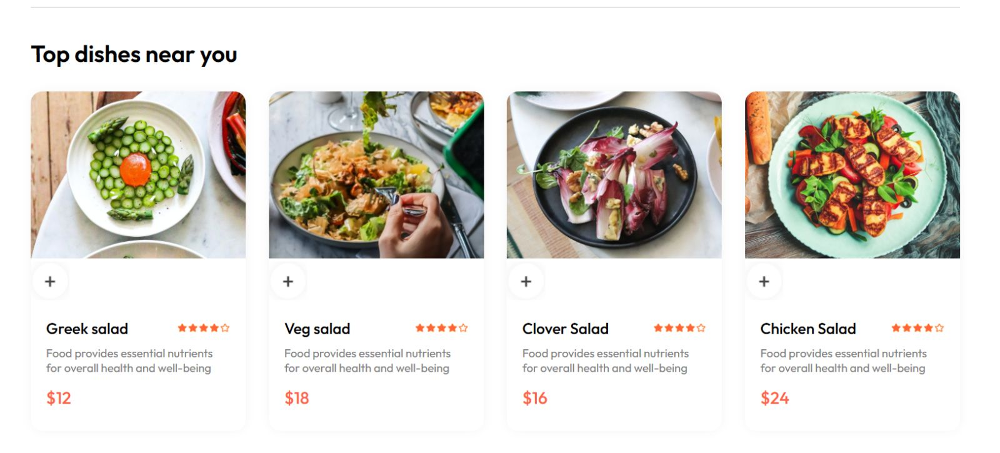 Top dishes near you
+
+
+
+
Greek salad
Food provides essential nutrients
for overall health and well-being
$12
Veg salad
Food provides essential nutrients
for overall health and well-being
$18
Clover Salad
Food provides essential nutrients
for overall health and well-being
$16
Chicken Salad
Food provides essential nutrients
for overall health and well-being
$24